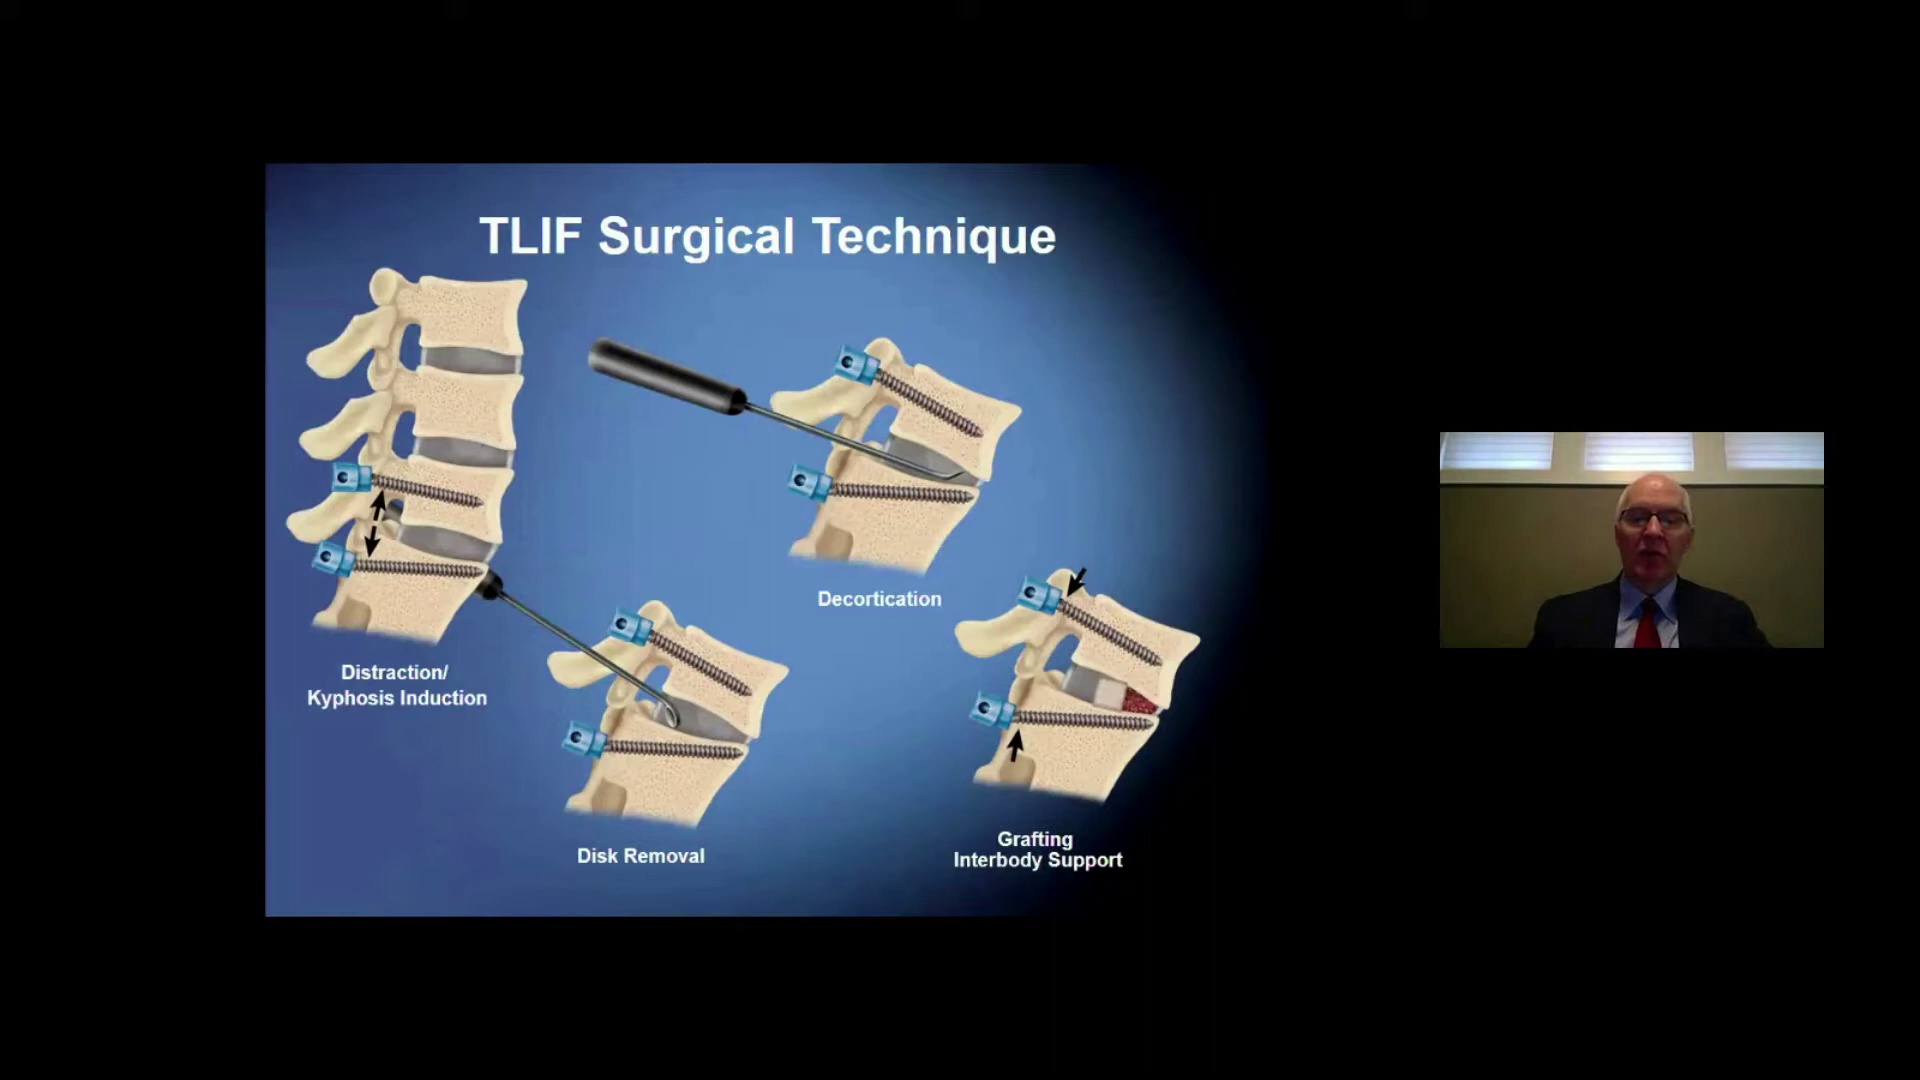 TLIF Surgical Technique
Distraction/
Kyphosis Induction
Disk Removal
Decortication
Grafting
Interbody Support